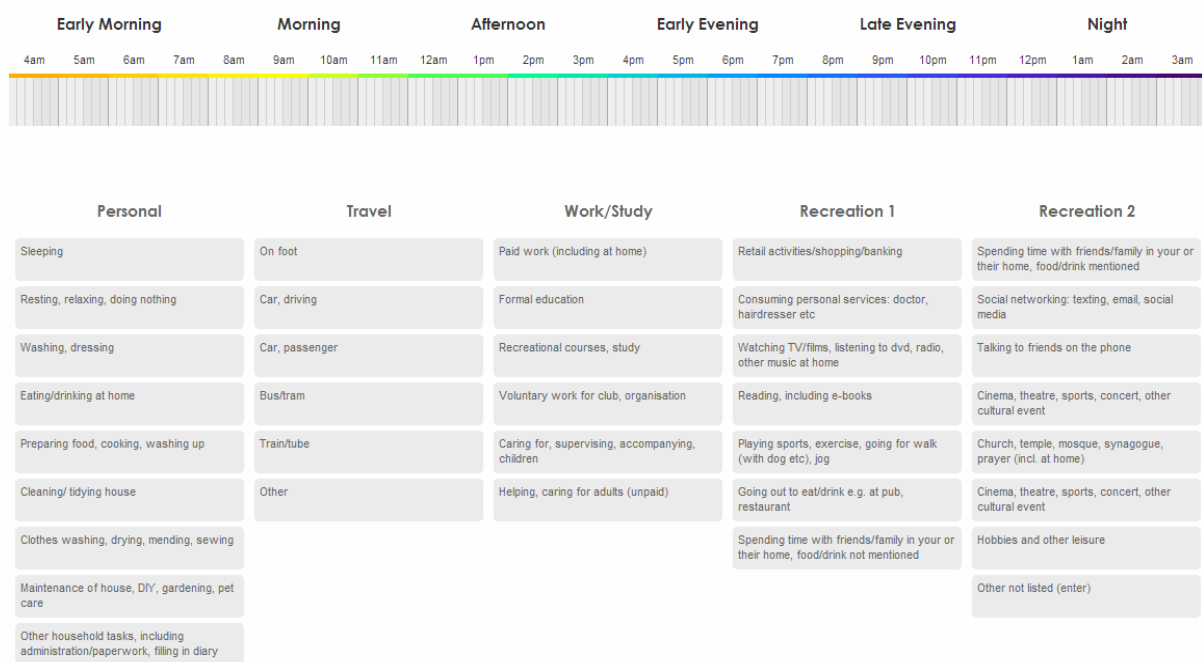 Early Morning
Morning
Afternoon
Early Evening
Late Evening
Night
4am 5am 6am 7am 8am 9am 10am 11am 12am 1pm 2pm 3pm 4pm 5pm 6pm 7pm 8pm 9pm 10pm 11pm 12pm 1am 2am 3am
Personal
Sleeping
Resting, relaxing, doing nothing
Washing, dressing
Eating/drinking at home
Preparing food, cooking, washing up
Cleaning/ tidying house
Clothes washing, drying, mending, sewing
Maintenance of house, DIY, gardening, pet
care
Other household tasks, including
administration/paperwork, filling in diary
Travel
On foot
Car, driving
Car, passenger
Bus/tram
Train/tube
Other
Work/Study
Paid work (including at home)
Formal education
Recreational courses, study
Voluntary work for club, organisation
Caring for, supervising, accompanying,
children
Helping, caring for adults (unpaid)
Recreation 1
Retail activities/shopping/banking
Consuming personal services: doctor,
hairdresser etc
Watching TV/films, listening to dvd, radio,
other music at home
Reading, including e-books
Playing sports, exercise, going for walk
(with dog etc), jog
Going out to eat/drink e.g. at pub,
restaurant
Spending time with friends/family in your or
their home, food/drink not mentioned
Recreation 2
Spending time with friends/family in your or
their home, food/drink mentioned
Social networking: texting, email, social
media
Talking to friends on the phone
Cinema, theatre, sports, concert, other
cultural event
Church, temple, mosque, synagogue,
prayer (incl. at home)
Cinema, theatre, sports, concert, other
cultural event
Hobbies and other leisure
Other not listed (enter)